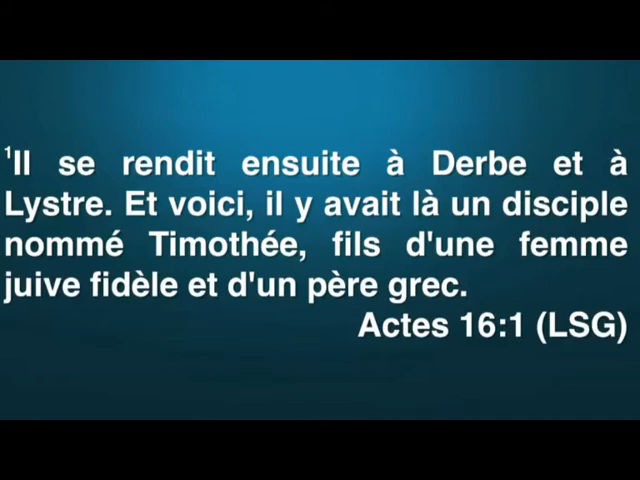 ¹Il se rendit ensuite à Derbe et à
Lystre. Et voici, il y avait là un disciple
nommé Timothée, fils d'une femme
juive fidèle et d'un père grec.
Actes 16:1 (LSG)